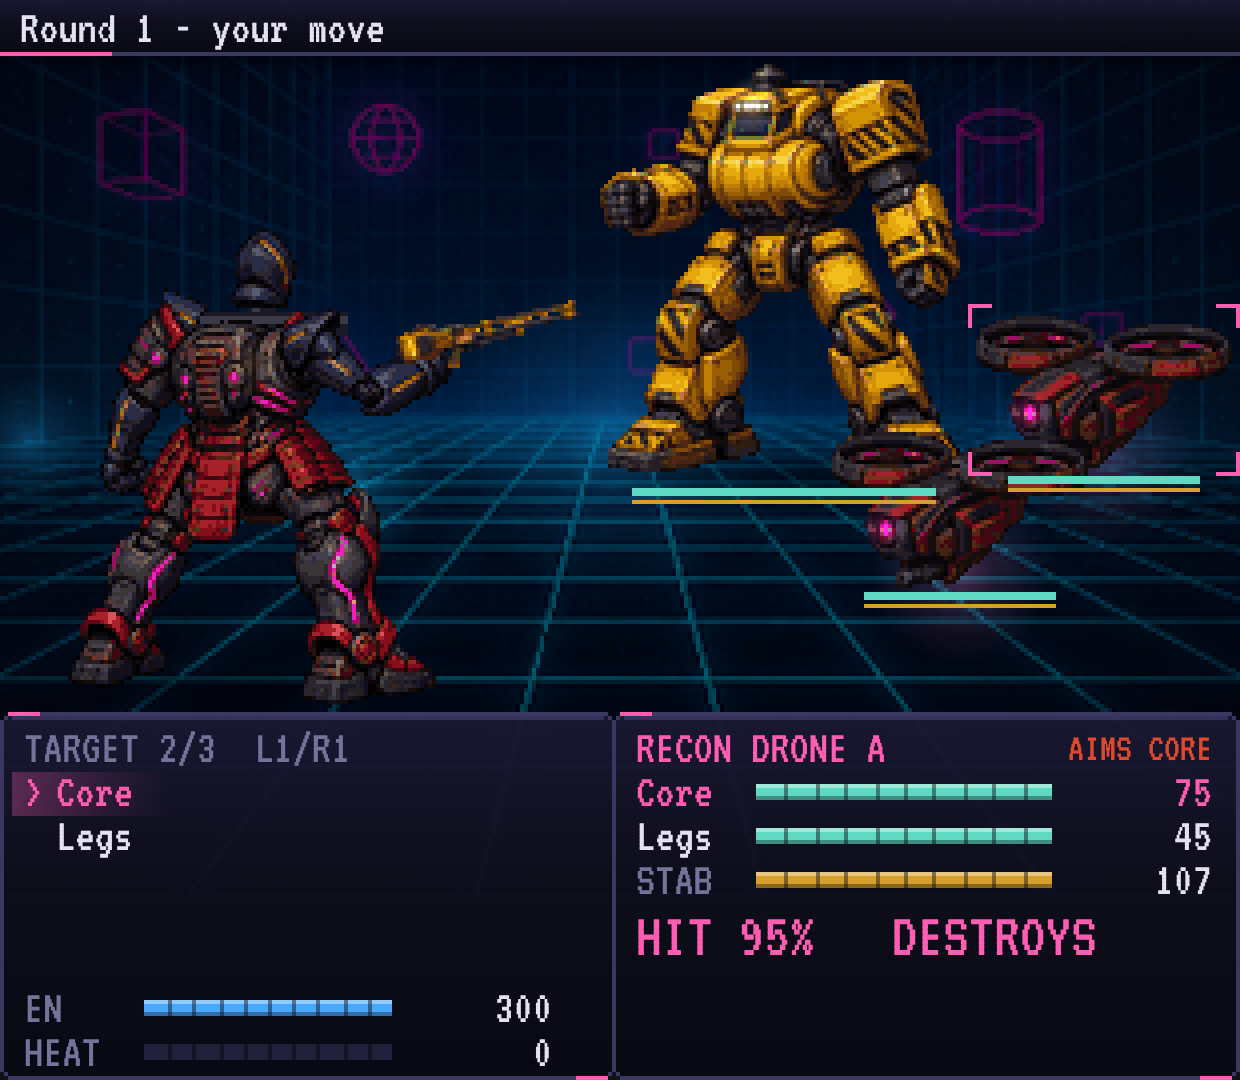 Round 1 - your move
TARGET 2/3 L1/R1
> Core
Legs
EN 300
HEAT 0
RECON DRONE A AIMS CORE
Core 75
Legs 45
STAB 107
HIT 95% DESTROYS